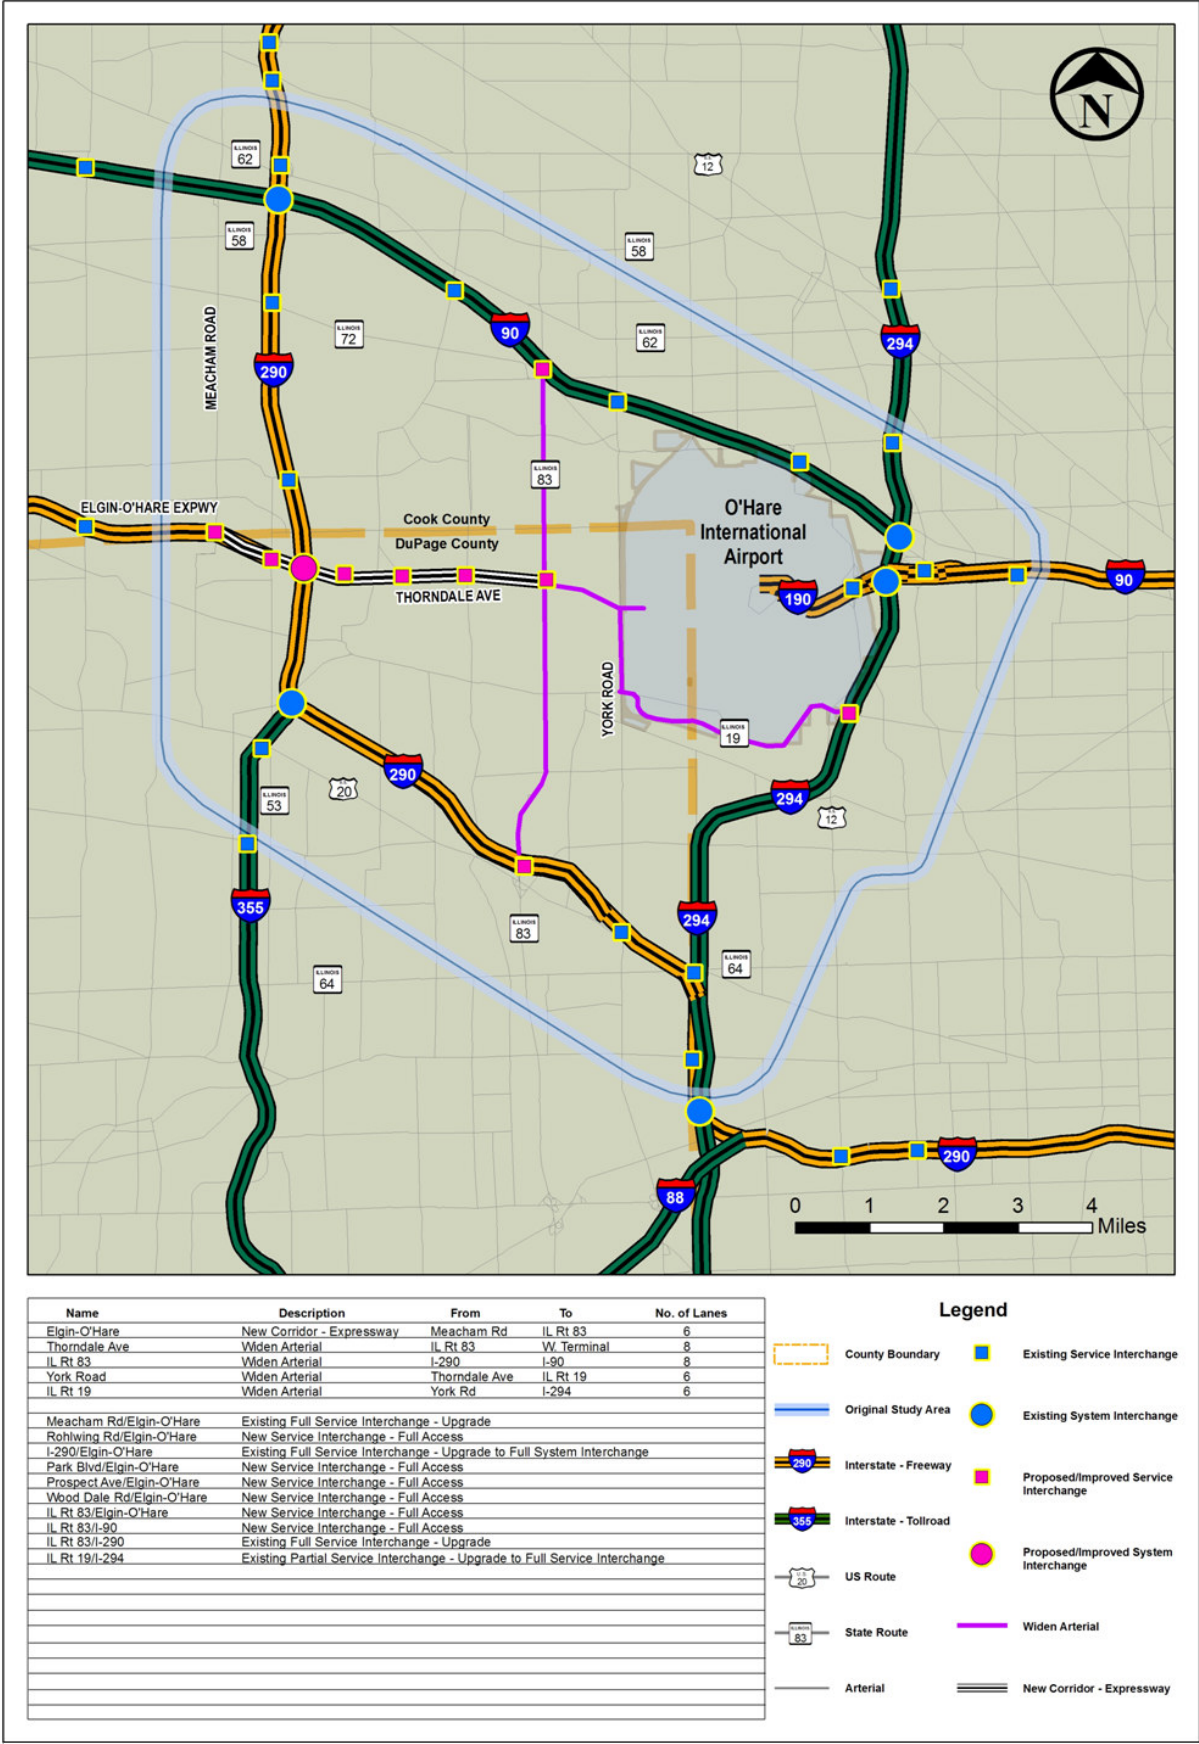 N
ILLINOIS 62
U.S. 12
ILLINOIS 58
ILLINOIS 58
MEACHAM ROAD
ILLINOIS 72
90
ILLINOIS 62
294
290
ILLINOIS 83
ELGIN-O'HARE EXPWY
Cook County
DuPage County
O'Hare
International
Airport
THORNDALE AVE
190
90
YORK ROAD
ILLINOIS 19
290
U.S. 20
ILLINOIS 53
294
U.S. 12
355
ILLINOIS 83
294
ILLINOIS 64
ILLINOIS 64
290
88
0 1 2 3 4
Miles
Name Description From To No. of Lanes
Elgin-O'Hare New Corridor - Expressway Meacham Rd IL Rt 83 6
Thorndale Ave Widen Arterial IL Rt 83 W. Terminal 8
IL Rt 83 Widen Arterial I-290 I-90 8
York Road Widen Arterial Thorndale Ave IL Rt 19 6
IL Rt 19 Widen Arterial York Rd I-294 6
Meacham Rd/Elgin-O'Hare Existing Full Service Interchange - Upgrade
Rohlwing Rd/Elgin-O'Hare New Service Interchange - Full Access
I-290/Elgin-O'Hare Existing Full Service Interchange - Upgrade to Full System Interchange
Park Blvd/Elgin-O'Hare New Service Interchange - Full Access
Prospect Ave/Elgin-O'Hare New Service Interchange - Full Access
Wood Dale Rd/Elgin-O'Hare New Service Interchange - Full Access
IL Rt 83/Elgin-O'Hare New Service Interchange - Full Access
IL Rt 83/I-90 New Service Interchange - Full Access
IL Rt 83/I-290 Existing Full Service Interchange - Upgrade
IL Rt 19/I-294 Existing Partial Service Interchange - Upgrade to Full Service Interchange
Legend
County Boundary
Existing Service Interchange
Original Study Area
Existing System Interchange
290 Interstate - Freeway
Proposed/Improved Service
Interchange
355 Interstate - Tollroad
Proposed/Improved System
Interchange
U.S. 20 US Route
ILLINOIS 83 State Route
Widen Arterial
Arterial
New Corridor - Expressway